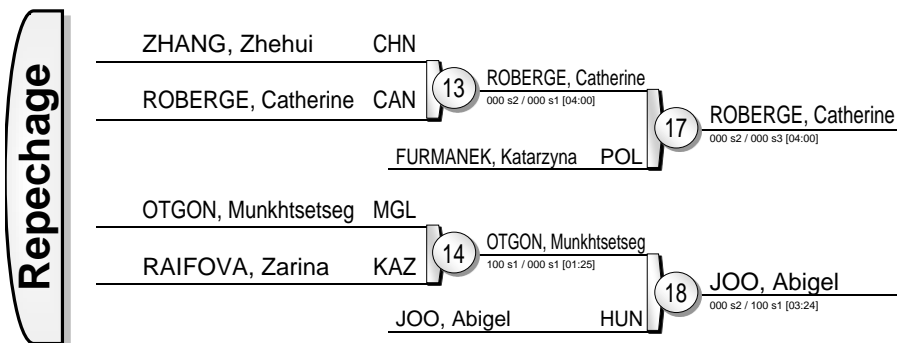 Repechage
ZHANG, Zhehui CHN
ROBERGE, Catherine CAN
13
ROBERGE, Catherine
000 s2 / 000 s1 [04:00]
FURMANEK, Katarzyna POL
17
ROBERGE, Catherine
000 s2 / 000 s3 [04:00]
OTGON, Munkhtsetseg MGL
RAIFOVA, Zarina KAZ
14
OTGON, Munkhtsetseg
100 s1 / 000 s1 [01:25]
JOO, Abigel HUN
18
JOO, Abigel
000 s2 / 100 s1 [03:24]